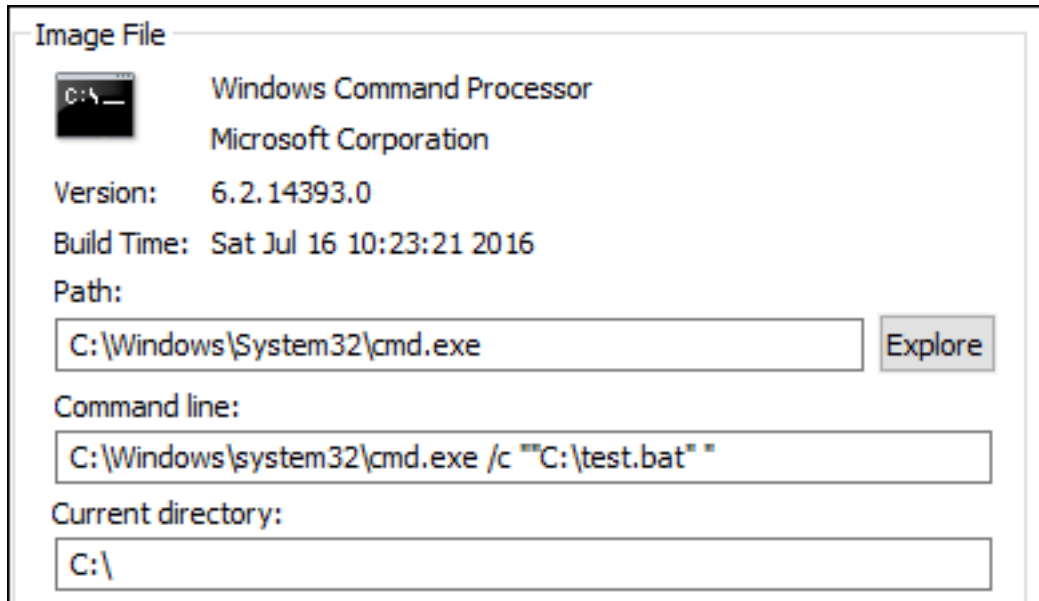 Image File
C:\
Windows Command Processor
Microsoft Corporation
Version: 6.2.14393.0
Build Time: Sat Jul 16 10:23:21 2016
Path:
C:\Windows\System32\cmd.exe Explore
Command line:
C:\Windows\system32\cmd.exe /c ""C:\test.bat" "
Current directory:
C:\